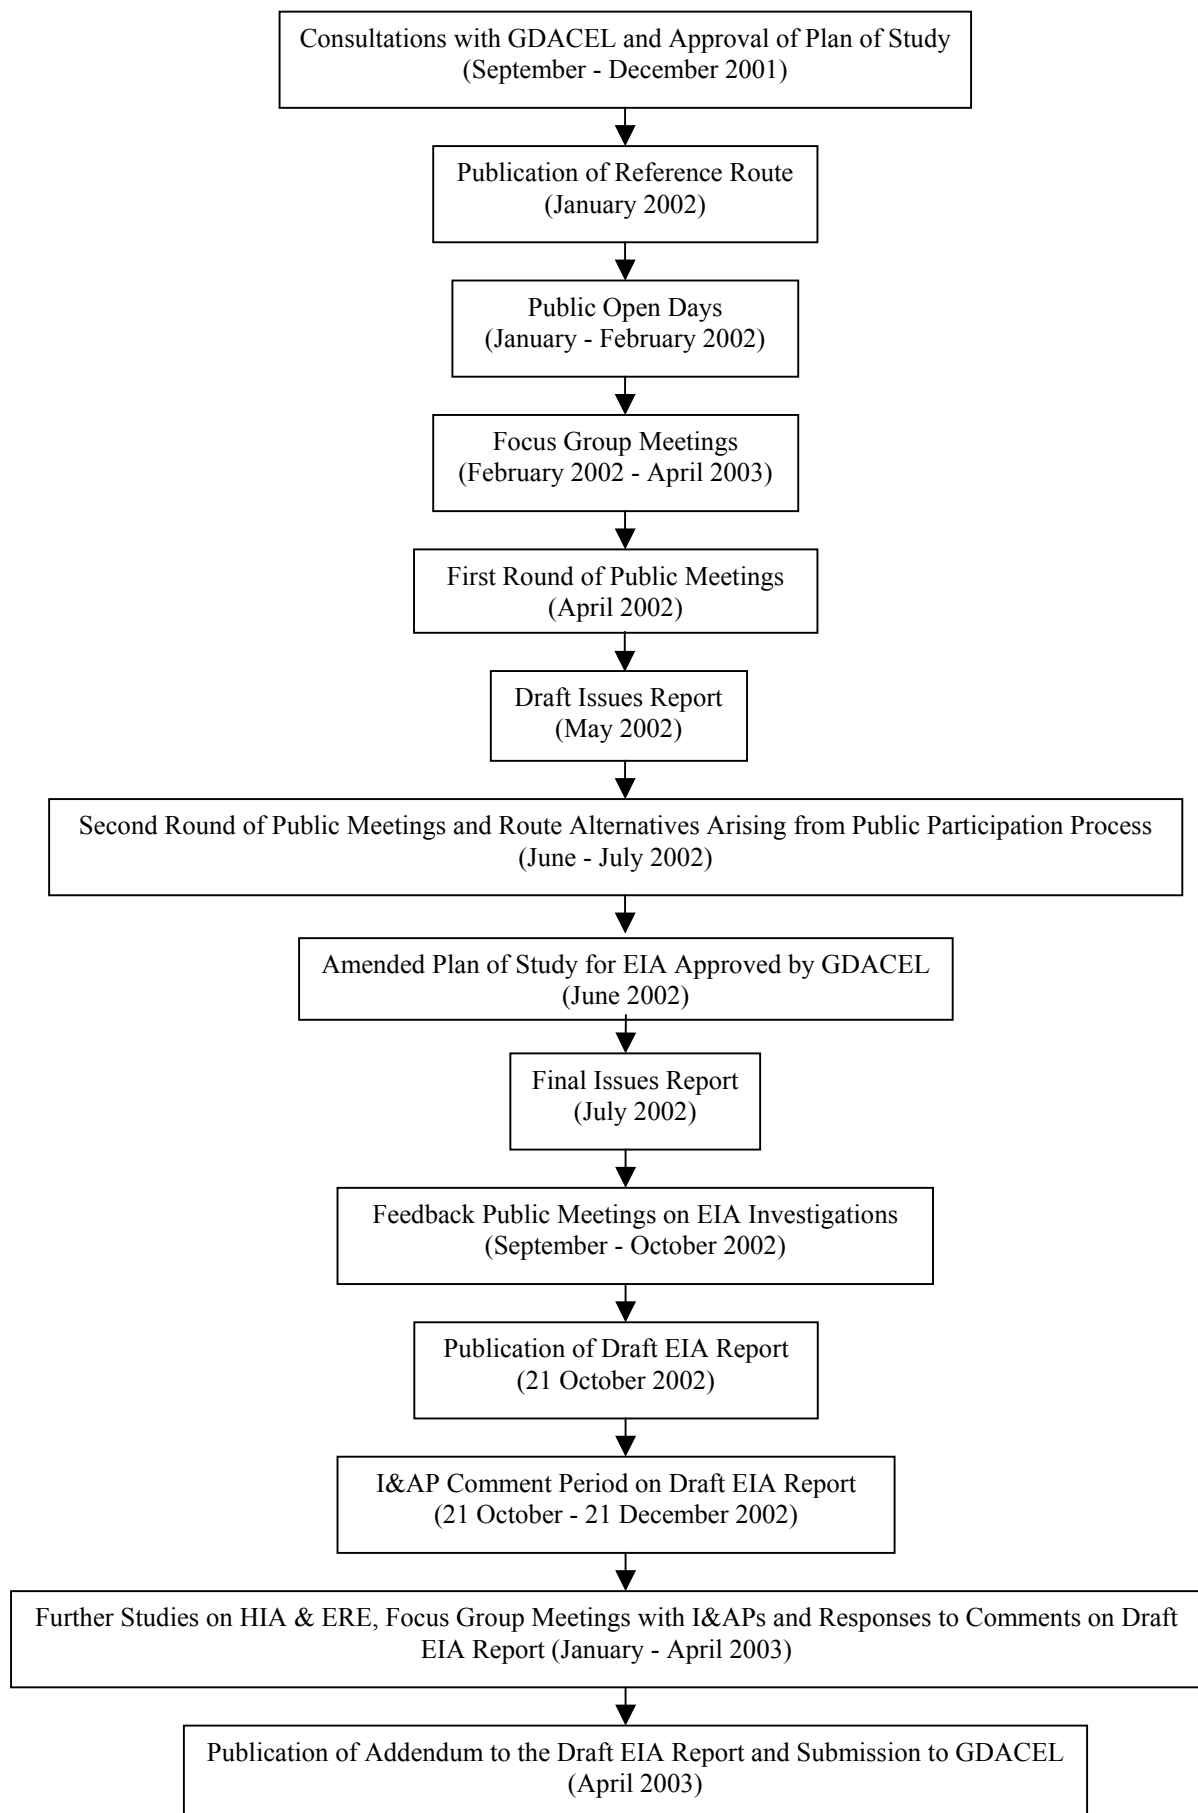 Consultations with GDACEL and Approval of Plan of Study
(September - December 2001)
Publication of Reference Route
(January 2002)
Public Open Days
(January - February 2002)
Focus Group Meetings
(February 2002 - April 2003)
First Round of Public Meetings
(April 2002)
Draft Issues Report
(May 2002)
Second Round of Public Meetings and Route Alternatives Arising from Public Participation Process
(June - July 2002)
Amended Plan of Study for EIA Approved by GDACEL
(June 2002)
Final Issues Report
(July 2002)
Feedback Public Meetings on EIA Investigations
(September - October 2002)
Publication of Draft EIA Report
(21 October 2002)
I&AP Comment Period on Draft EIA Report
(21 October - 21 December 2002)
Further Studies on HIA & ERE, Focus Group Meetings with I&APs and Responses to Comments on Draft
EIA Report (January - April 2003)
Publication of Addendum to the Draft EIA Report and Submission to GDACEL
(April 2003)